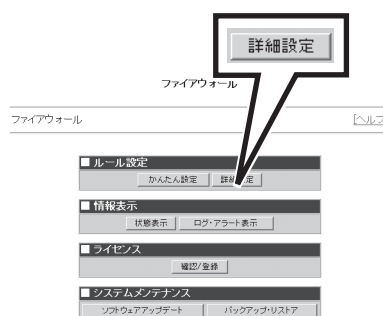 詳細設定
ファイアウォール
ファイアウォール [ヘルプ
■ ルール設定
かんたん設定 詳細設定
■ 情報表示
状態表示 ログ・アラート表示
■ ライセンス
確認/登録
■ システムメンテナンス
ソフトウェアアップデート バックアップ・リストア